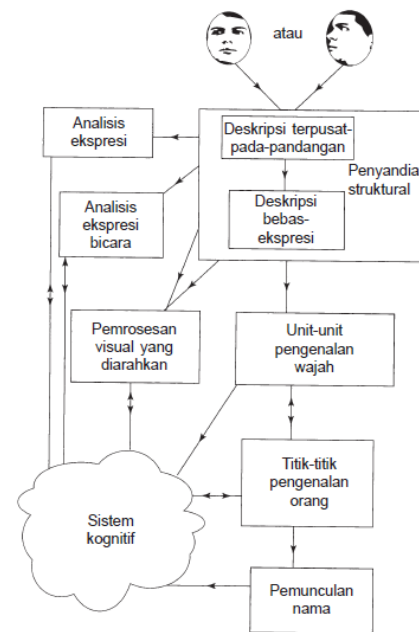 atau
Analisis
ekspresi
Deskripsi terpusat-
pada-pandangan
Penyandia
struktural
Deskripsi
bebas-
ekspresi
Analisis
ekspresi
bicara
Pemrosesan
visual yang
diarahkan
Unit-unit
pengenalan
wajah
Titik-titik
pengenalan
orang
Sistem
kognitif
Pemunculan
nama